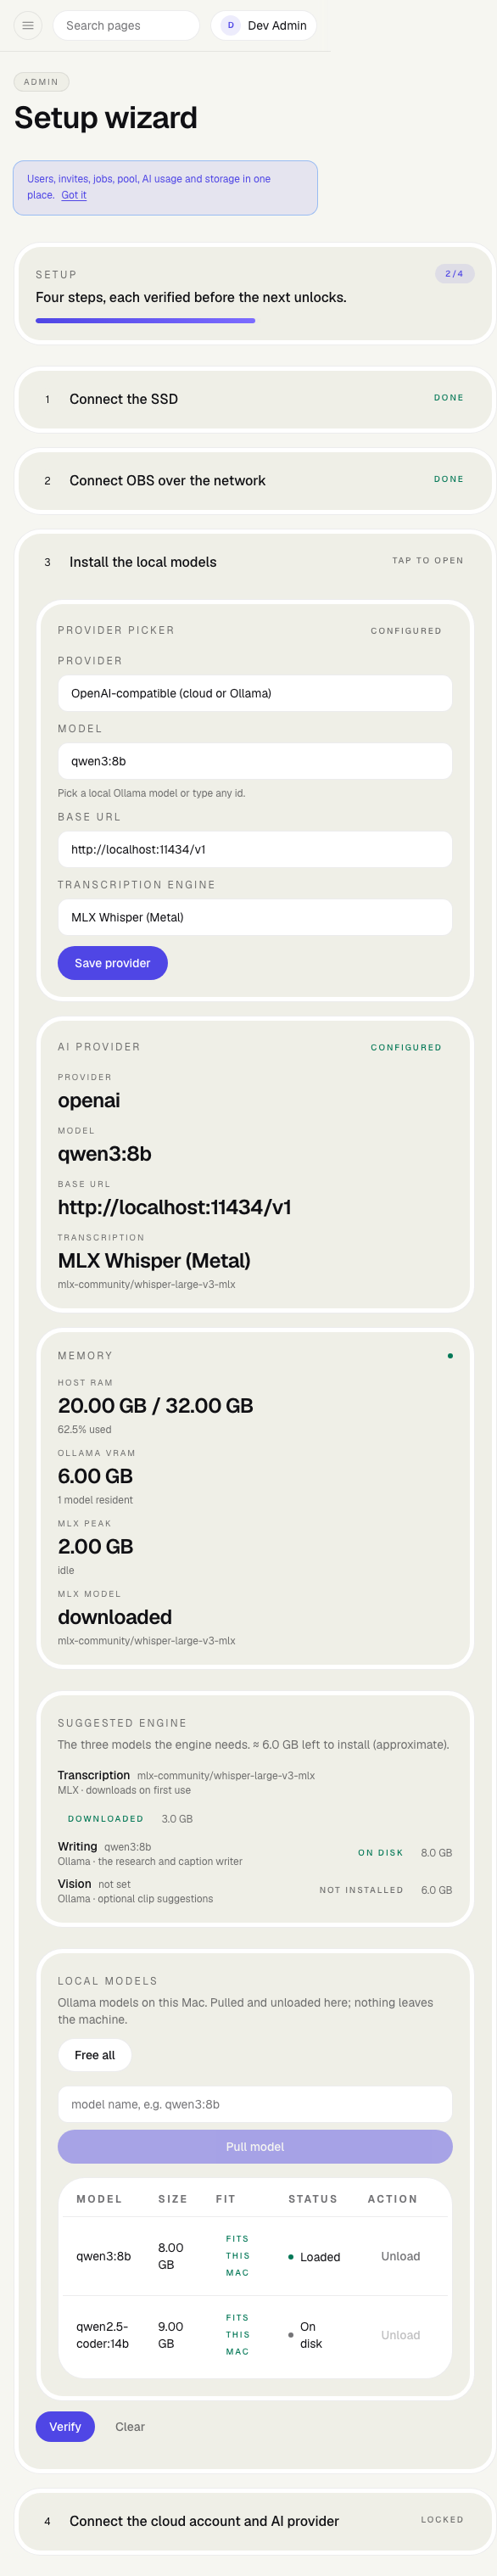 Search pages
D
Dev Admin
ADMIN
Setup wizard
Users, invites, jobs, pool, AI usage and storage in one
place. Got it
SETUP
2/4
Four steps, each verified before the next unlocks.
1
Connect the SSD
DONE
2
Connect OBS over the network
DONE
3
Install the local models
TAP TO OPEN
PROVIDER PICKER
CONFIGURED
PROVIDER
OpenAI-compatible (cloud or Ollama)
MODEL
qwen3:8b
Pick a local Ollama model or type any id.
BASE URL
http://localhost:11434/v1
TRANSCRIPTION ENGINE
MLX Whisper (Metal)
Save provider
AI PROVIDER
CONFIGURED
PROVIDER
openai
MODEL
qwen3:8b
BASE URL
http://localhost:11434/v1
TRANSCRIPTION
MLX Whisper (Metal)
mlx-community/whisper-large-v3-mlx
MEMORY
HOST RAM
20.00 GB / 32.00 GB
62.5% used
OLLAMA VRAM
6.00 GB
1 model resident
MLX PEAK
2.00 GB
idle
MLX MODEL
downloaded
mlx-community/whisper-large-v3-mlx
SUGGESTED ENGINE
The three models the engine needs. ≈ 6.0 GB left to install (approximate).
Transcription mlx-community/whisper-large-v3-mlx
MLX · downloads on first use
DOWNLOADED 3.0 GB
Writing qwen3:8b
Ollama · the research and caption writer
ON DISK 8.0 GB
Vision not set
Ollama · optional clip suggestions
NOT INSTALLED 6.0 GB
LOCAL MODELS
Ollama models on this Mac. Pulled and unloaded here; nothing leaves
the machine.
Free all
model name, e.g. qwen3:8b
Pull model
MODEL SIZE FIT STATUS ACTION
qwen3:8b
8.00
GB
FITS
THIS
MAC
Loaded
Unload
qwen2.5-
coder:14b
9.00
GB
FITS
THIS
MAC
On
disk
Unload
Verify
Clear
4
Connect the cloud account and AI provider
LOCKED